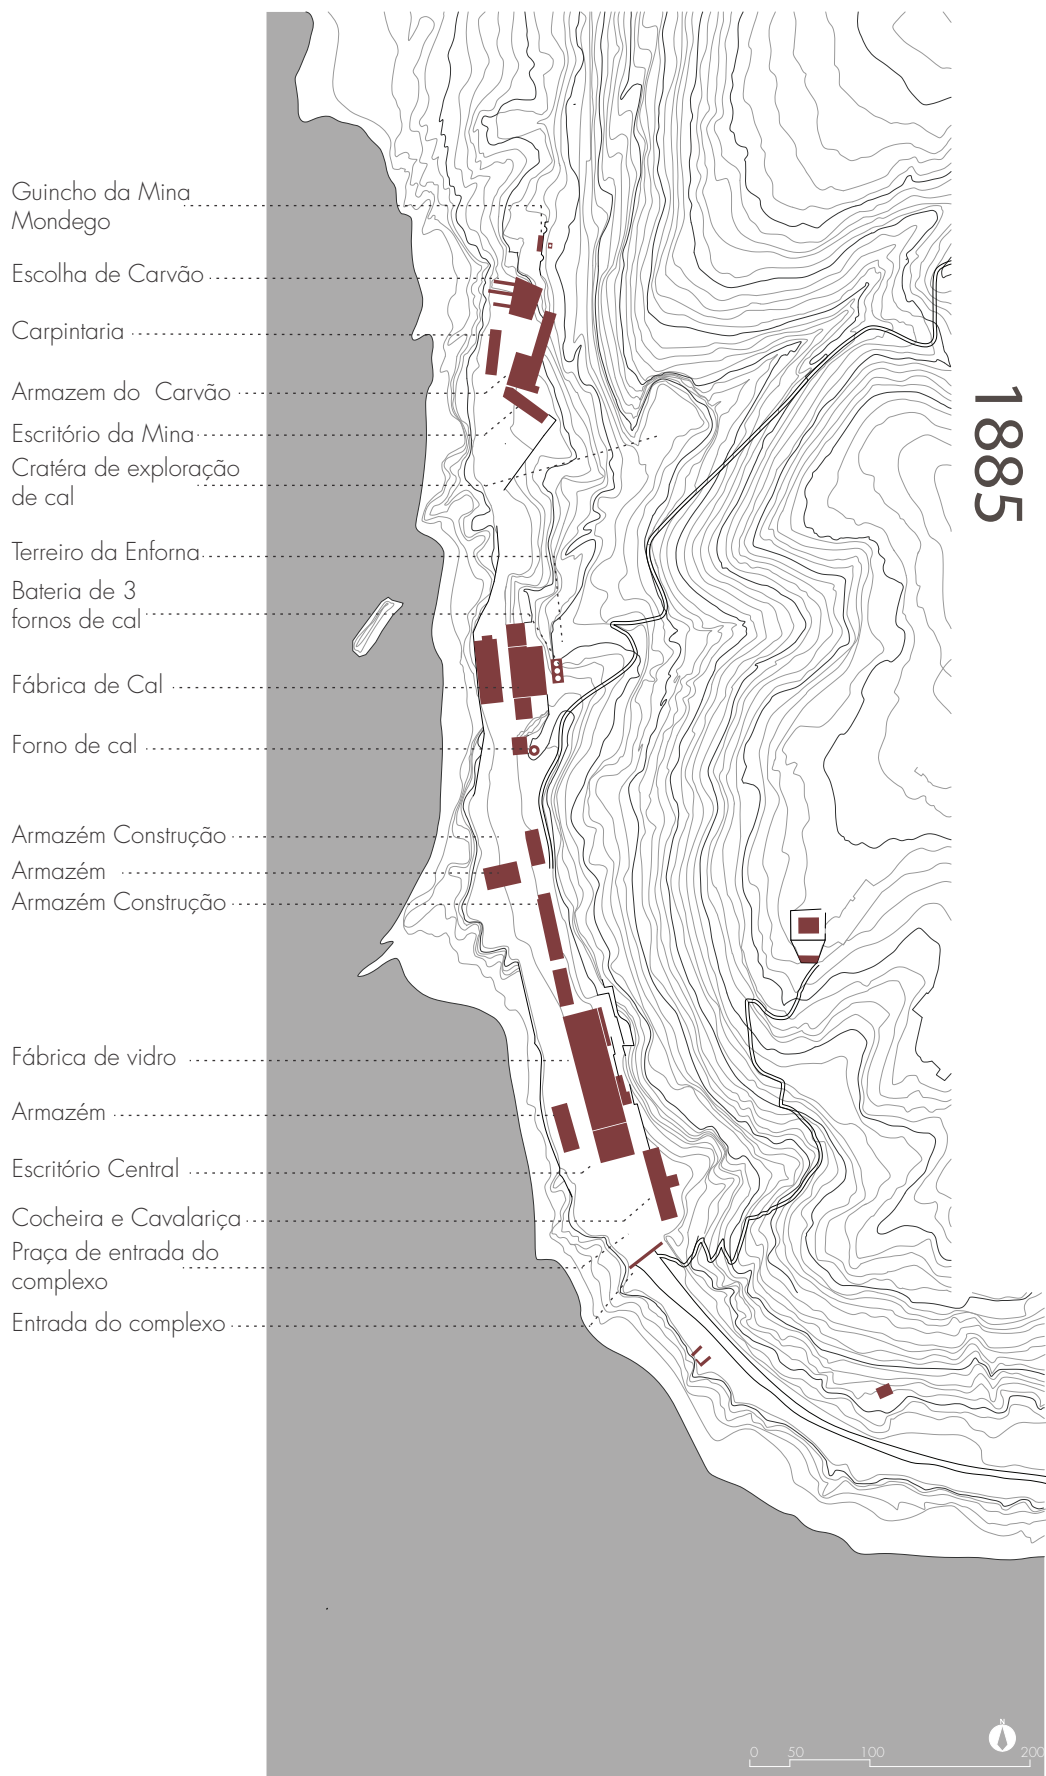 Guincho da Mina
Mondego
Escolha de Carvão
Carpintaria
Armazem do Carvão
Escritório da Mina
Cratéra de exploração
de cal
Terreiro da Enforna
Bateria de 3
fornos de cal
Fábrica de Cal
Forno de cal
Armazém Construção
Armazém
Armazém Construção
Fábrica de vidro
Armazém
Escritório Central
Cocheira e Cavalariça
Praça de entrada do
complexo
Entrada do complexo
1885
N
0 50 100 200